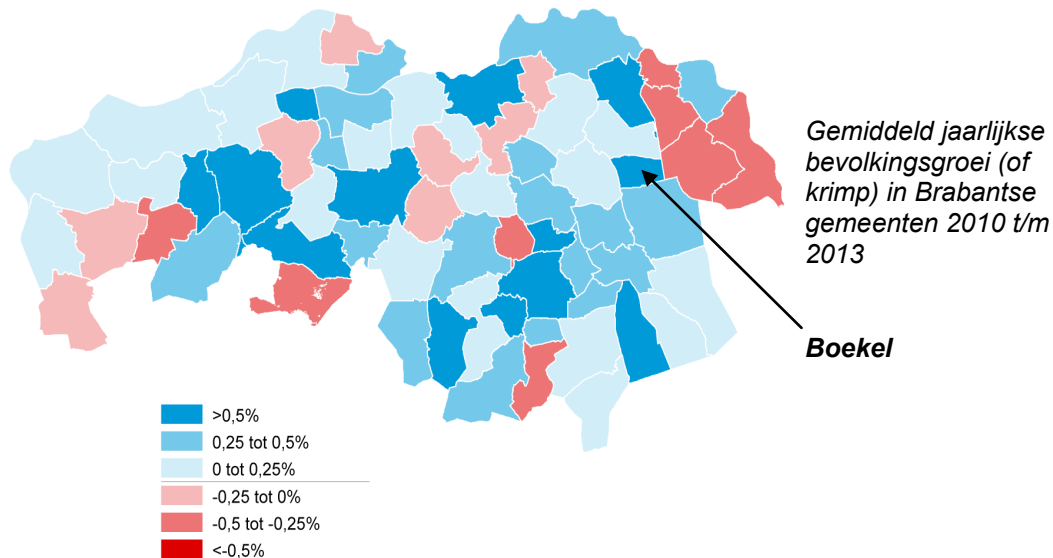 Gemiddeld jaarlijkse
bevolkingsgroei (of
krimp) in Brabantse
gemeenten 2010 t/m
2013
Boekel
>0,5%
0,25 tot 0,5%
0 tot 0,25%
-0,25 tot 0%
-0,5 tot -0,25%
<-0,5%